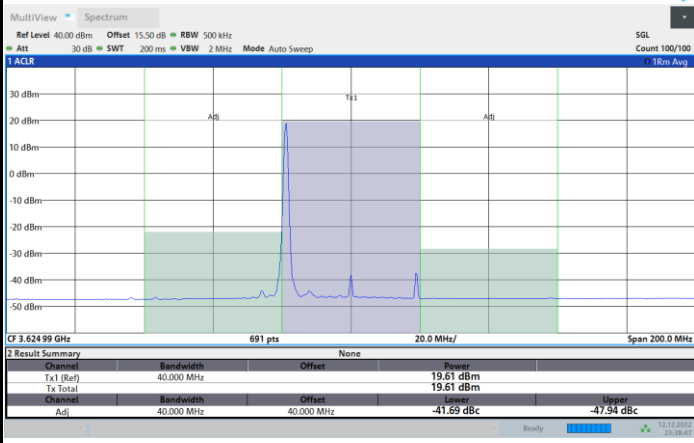 MultiView Spectrum
Ref Level 40.00 dBm Offset 15.50 dB RBW 500 kHz SGL
Att 30 dB SWT 200 ms VBW 2 MHz Mode Auto Sweep Count 100/100
1 ACLR 1Rm Avg
30 dBm
Tx1
20 dBm Adj Adj
10 dBm
0 dBm
-10 dBm
-20 dBm
-30 dBm
-40 dBm
-50 dBm
CF 3.624 99 GHz 691 pts 20.0 MHz/ Span 200.0 MHz
2 Result Summary None
Channel Bandwidth Offset Power
Tx1 (Ref) 40.000 MHz 19.61 dBm
Tx Total 19.61 dBm
Channel Bandwidth Offset Lower Upper
Adj 40.000 MHz 40.000 MHz -41.69 dBc -47.94 dBc
Ready 12.12.2022
23:38:47